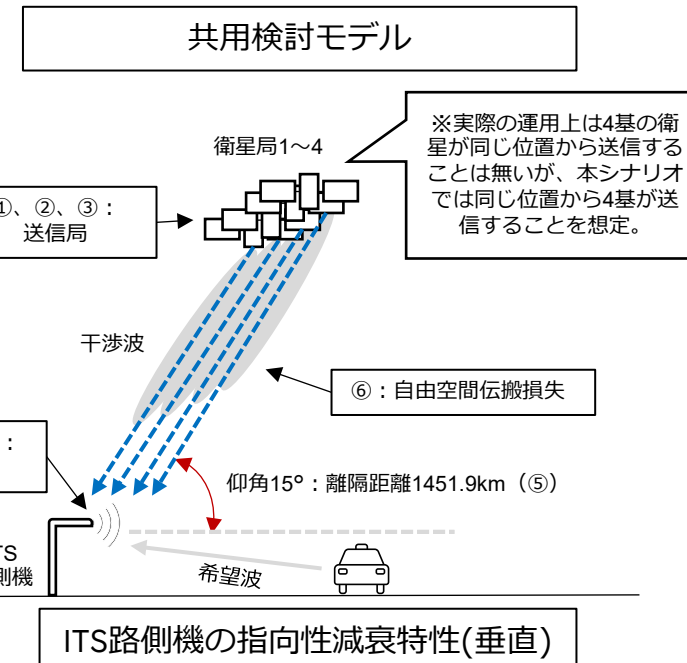 共用検討モデル
衛星局1～4
※実際の運用上は4基の衛
星が同じ位置から送信する
ことは無いが、本シナリオ
では同じ位置から4基が送
信することを想定。
①、②、③：
送信局
干渉波
⑥：自由空間伝搬損失
：
仰角15°：離隔距離1451.9km（⑤）
TS
側機
希望波
ITS路側機の指向性減衰特性(垂直)